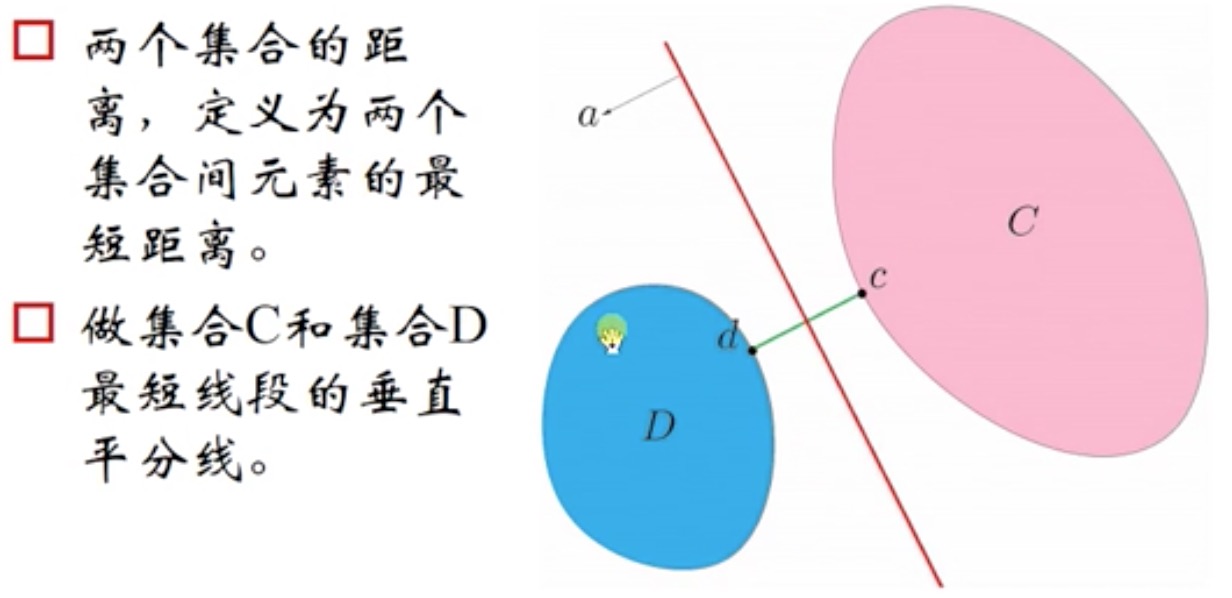 两个集合的距
离，定义为两个
集合间元素的最
短距离。
做集合C和集合D
最短线段的垂直
平分线。
a
C
c
d
D